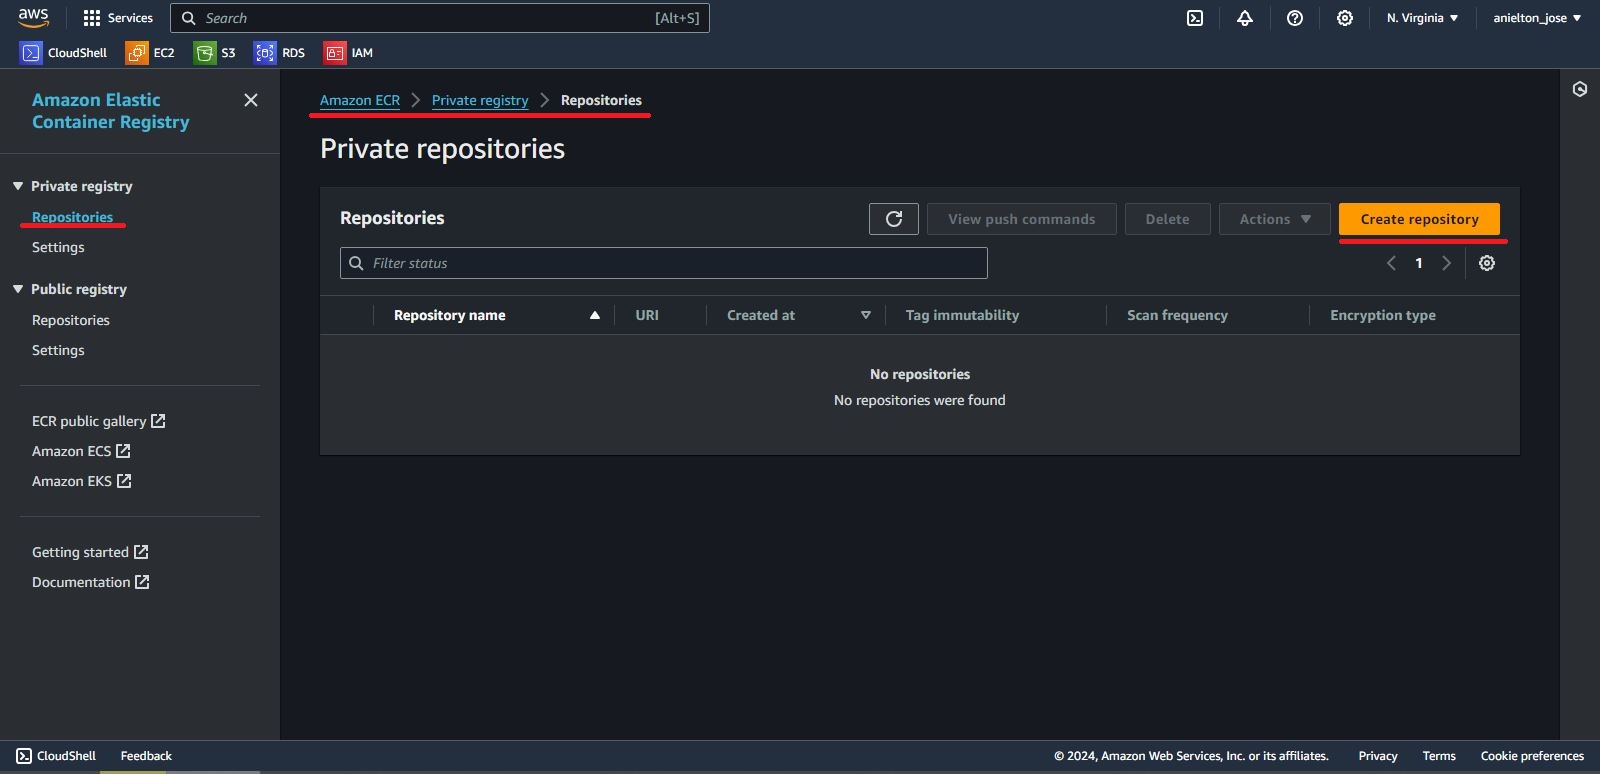 aws
Services
Search [Alt+S]
N. Virginia
anielton_jose
CloudShell EC2 S3 RDS IAM
Amazon Elastic
Container Registry
Private registry
Repositories
Settings
Public registry
Repositories
Settings
ECR public gallery
Amazon ECS
Amazon EKS
Getting started
Documentation
Amazon ECR Private registry Repositories
Private repositories
Repositories
View push commands Delete Actions Create repository
Filter status
1
Repository name URI Created at Tag immutability Scan frequency Encryption type
No repositories
No repositories were found
CloudShell Feedback
© 2024, Amazon Web Services, Inc. or its affiliates. Privacy Terms Cookie preferences